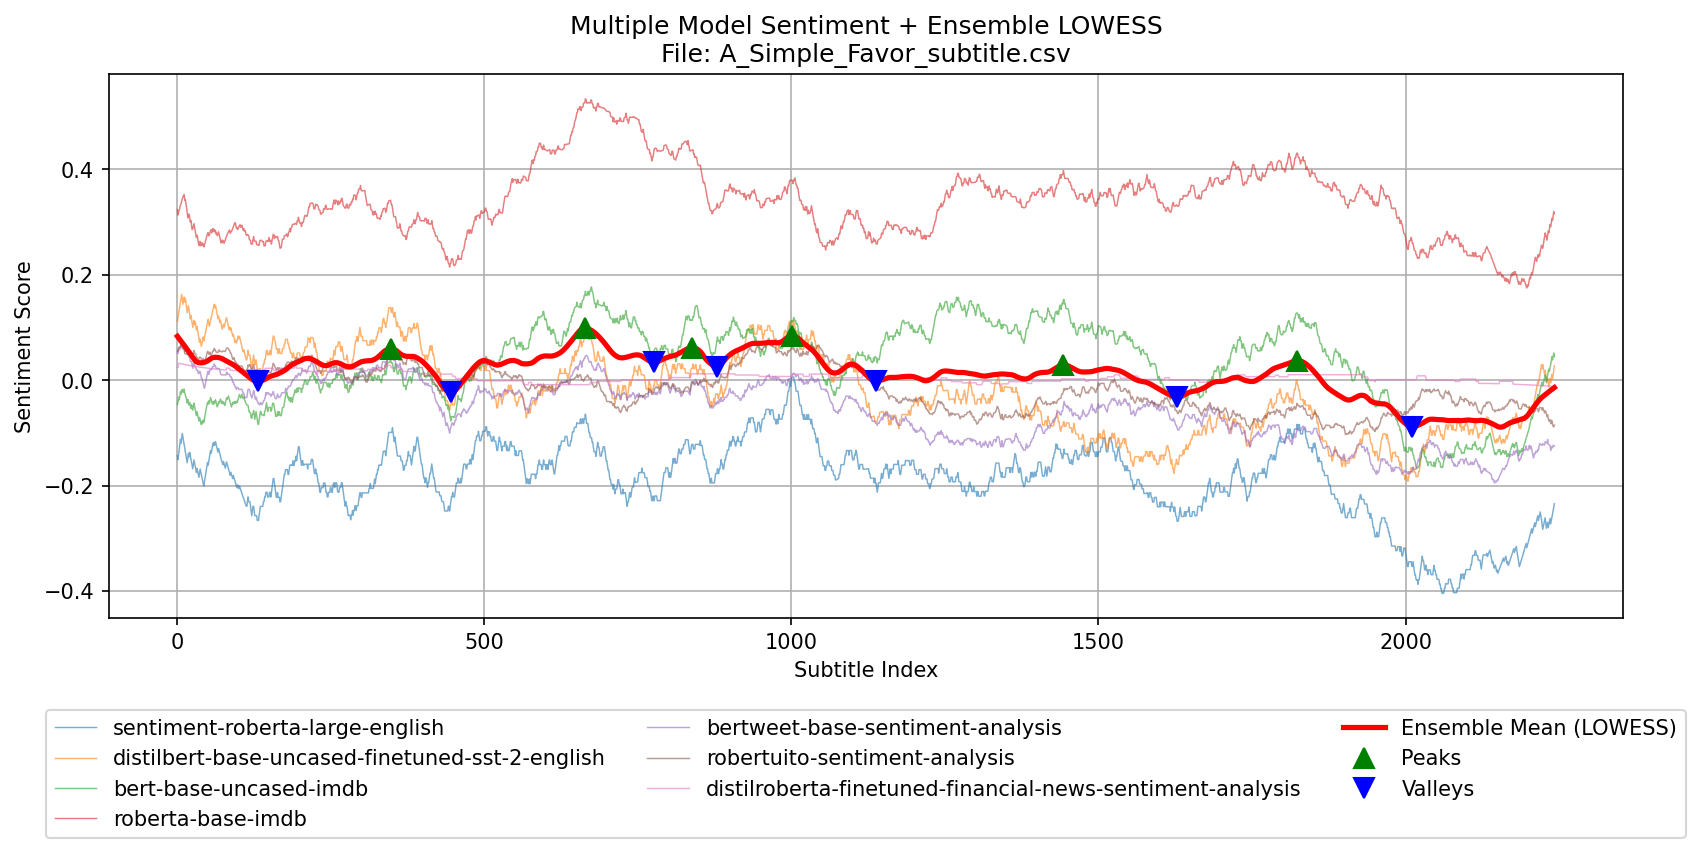 Multiple Model Sentiment + Ensemble LOWESS
File: A_Simple_Favor_subtitle.csv
Sentiment Score
0.4
0.2
0.0
−0.2
−0.4
0
500
1000
1500
2000
Subtitle Index
sentiment-roberta-large-english
distilbert-base-uncased-finetuned-sst-2-english
bert-base-uncased-imdb
roberta-base-imdb
bertweet-base-sentiment-analysis
robertuito-sentiment-analysis
distilroberta-finetuned-financial-news-sentiment-analysis
Ensemble Mean (LOWESS)
Peaks
Valleys